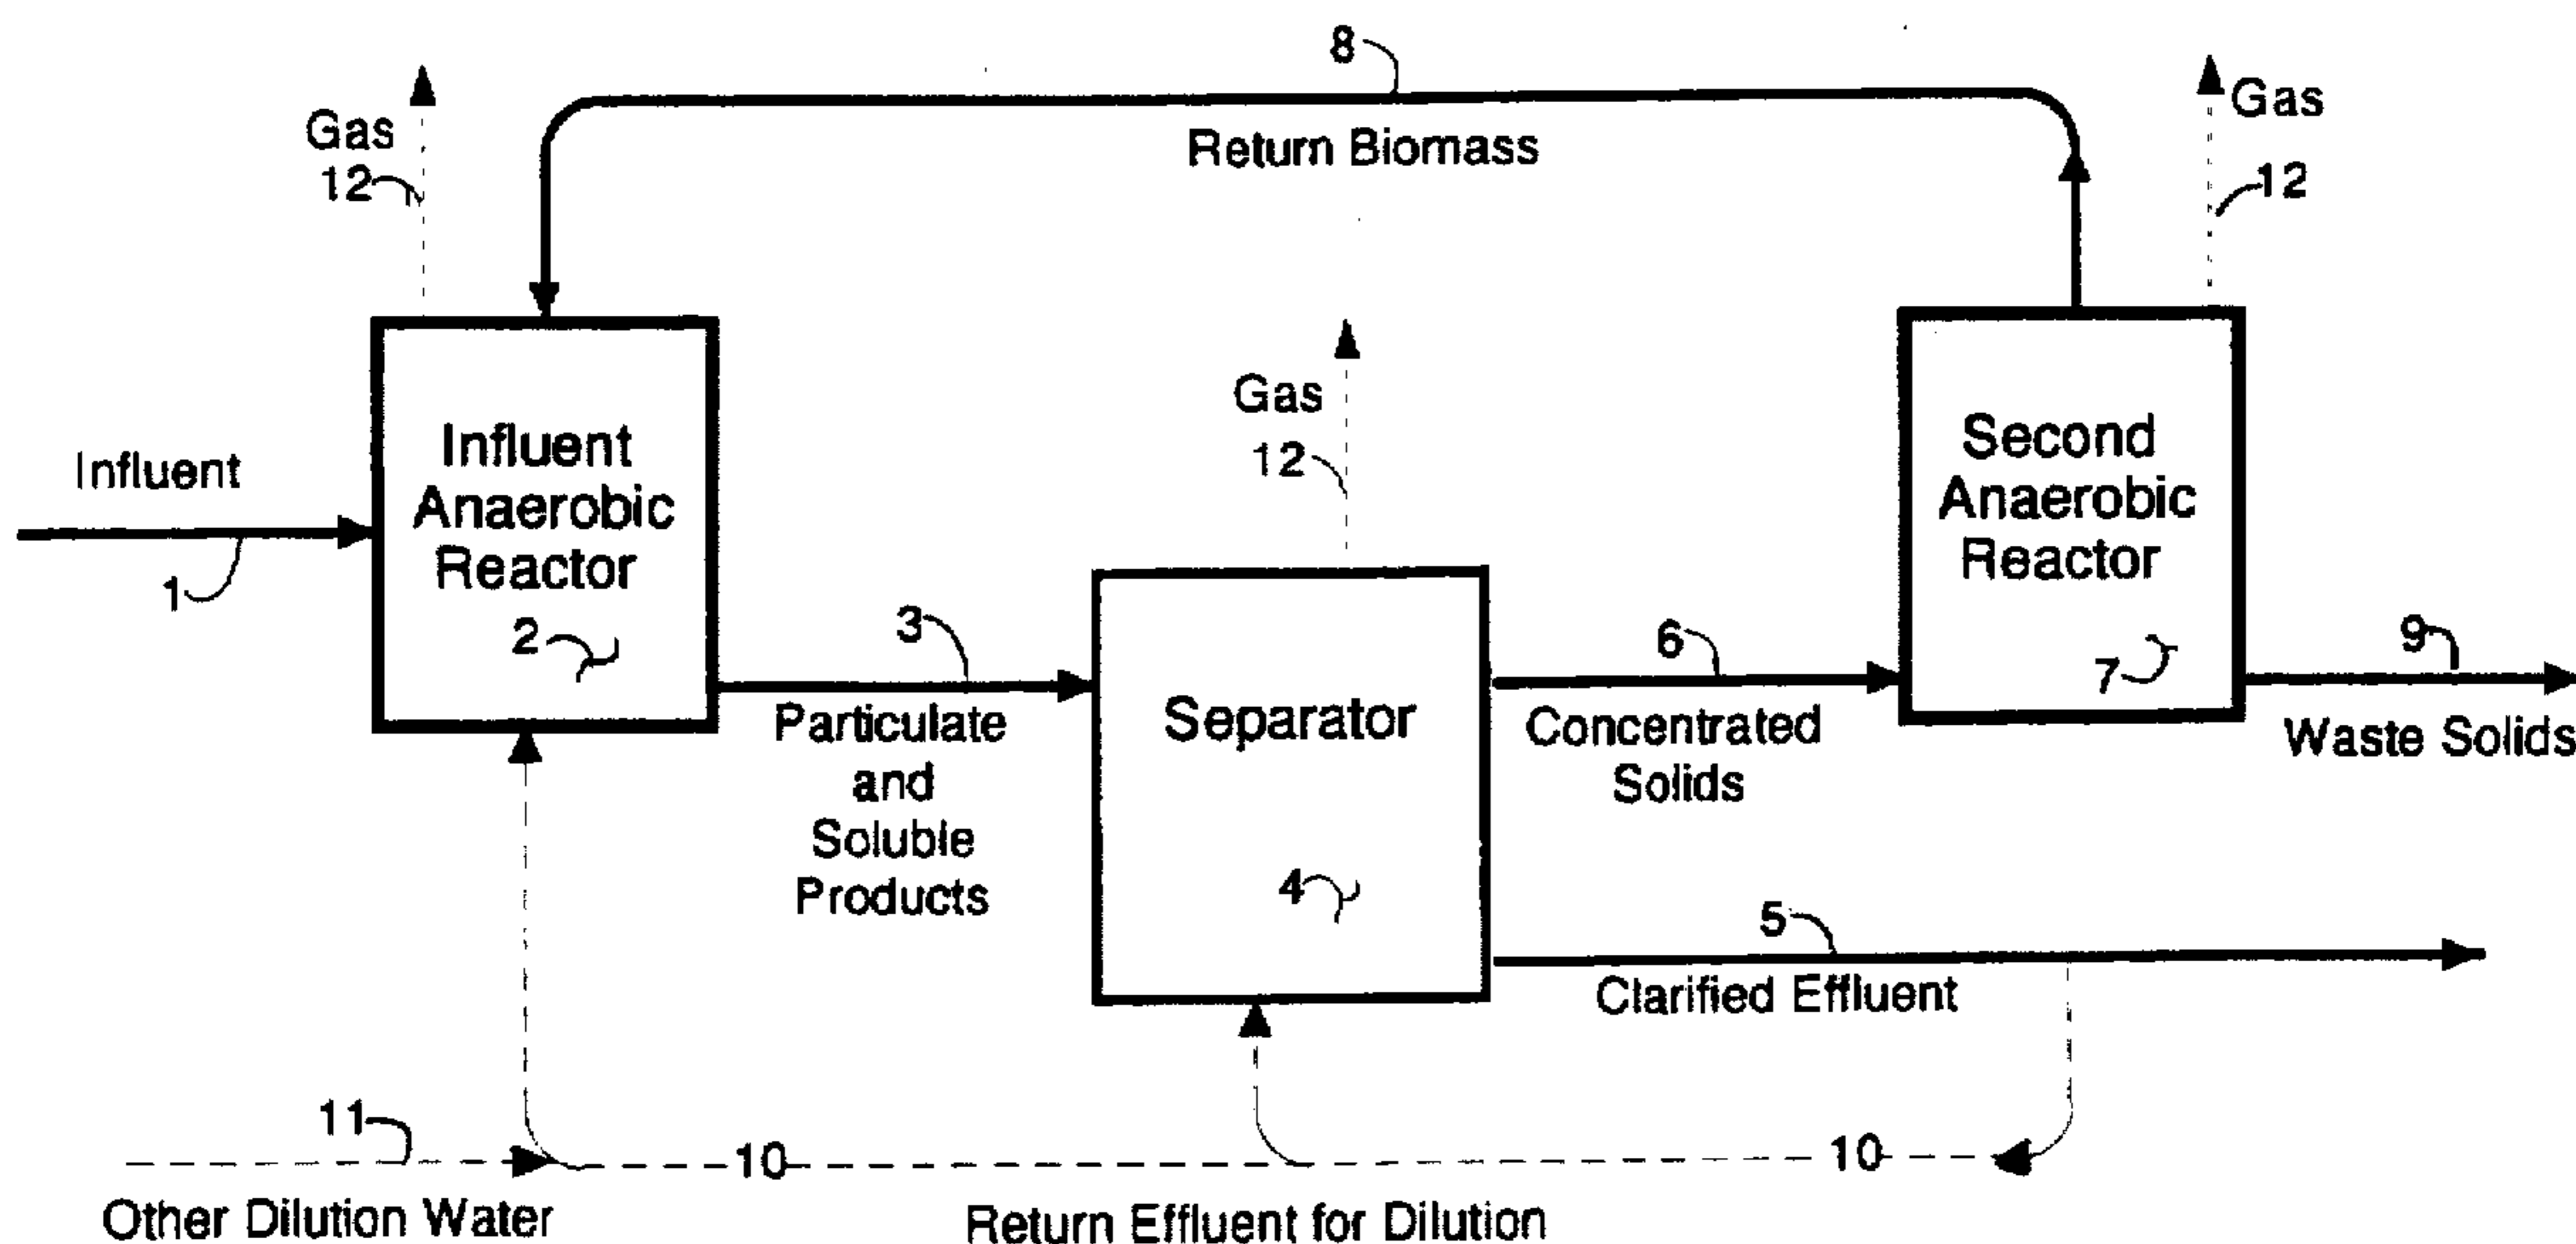 8
Gas
12
Return Biomass
Gas
12
Influent
1
Influent
Anaerobic
Reactor
2
Gas
12
Second
Anaerobic
Reactor
7
3
Particulate
and
Soluble
Products
Separator
4
6
Concentrated
Solids
9
Waste Solids
5
Clarified Effluent
11
10
10
Other Dilution Water
Return Effluent for Dilution